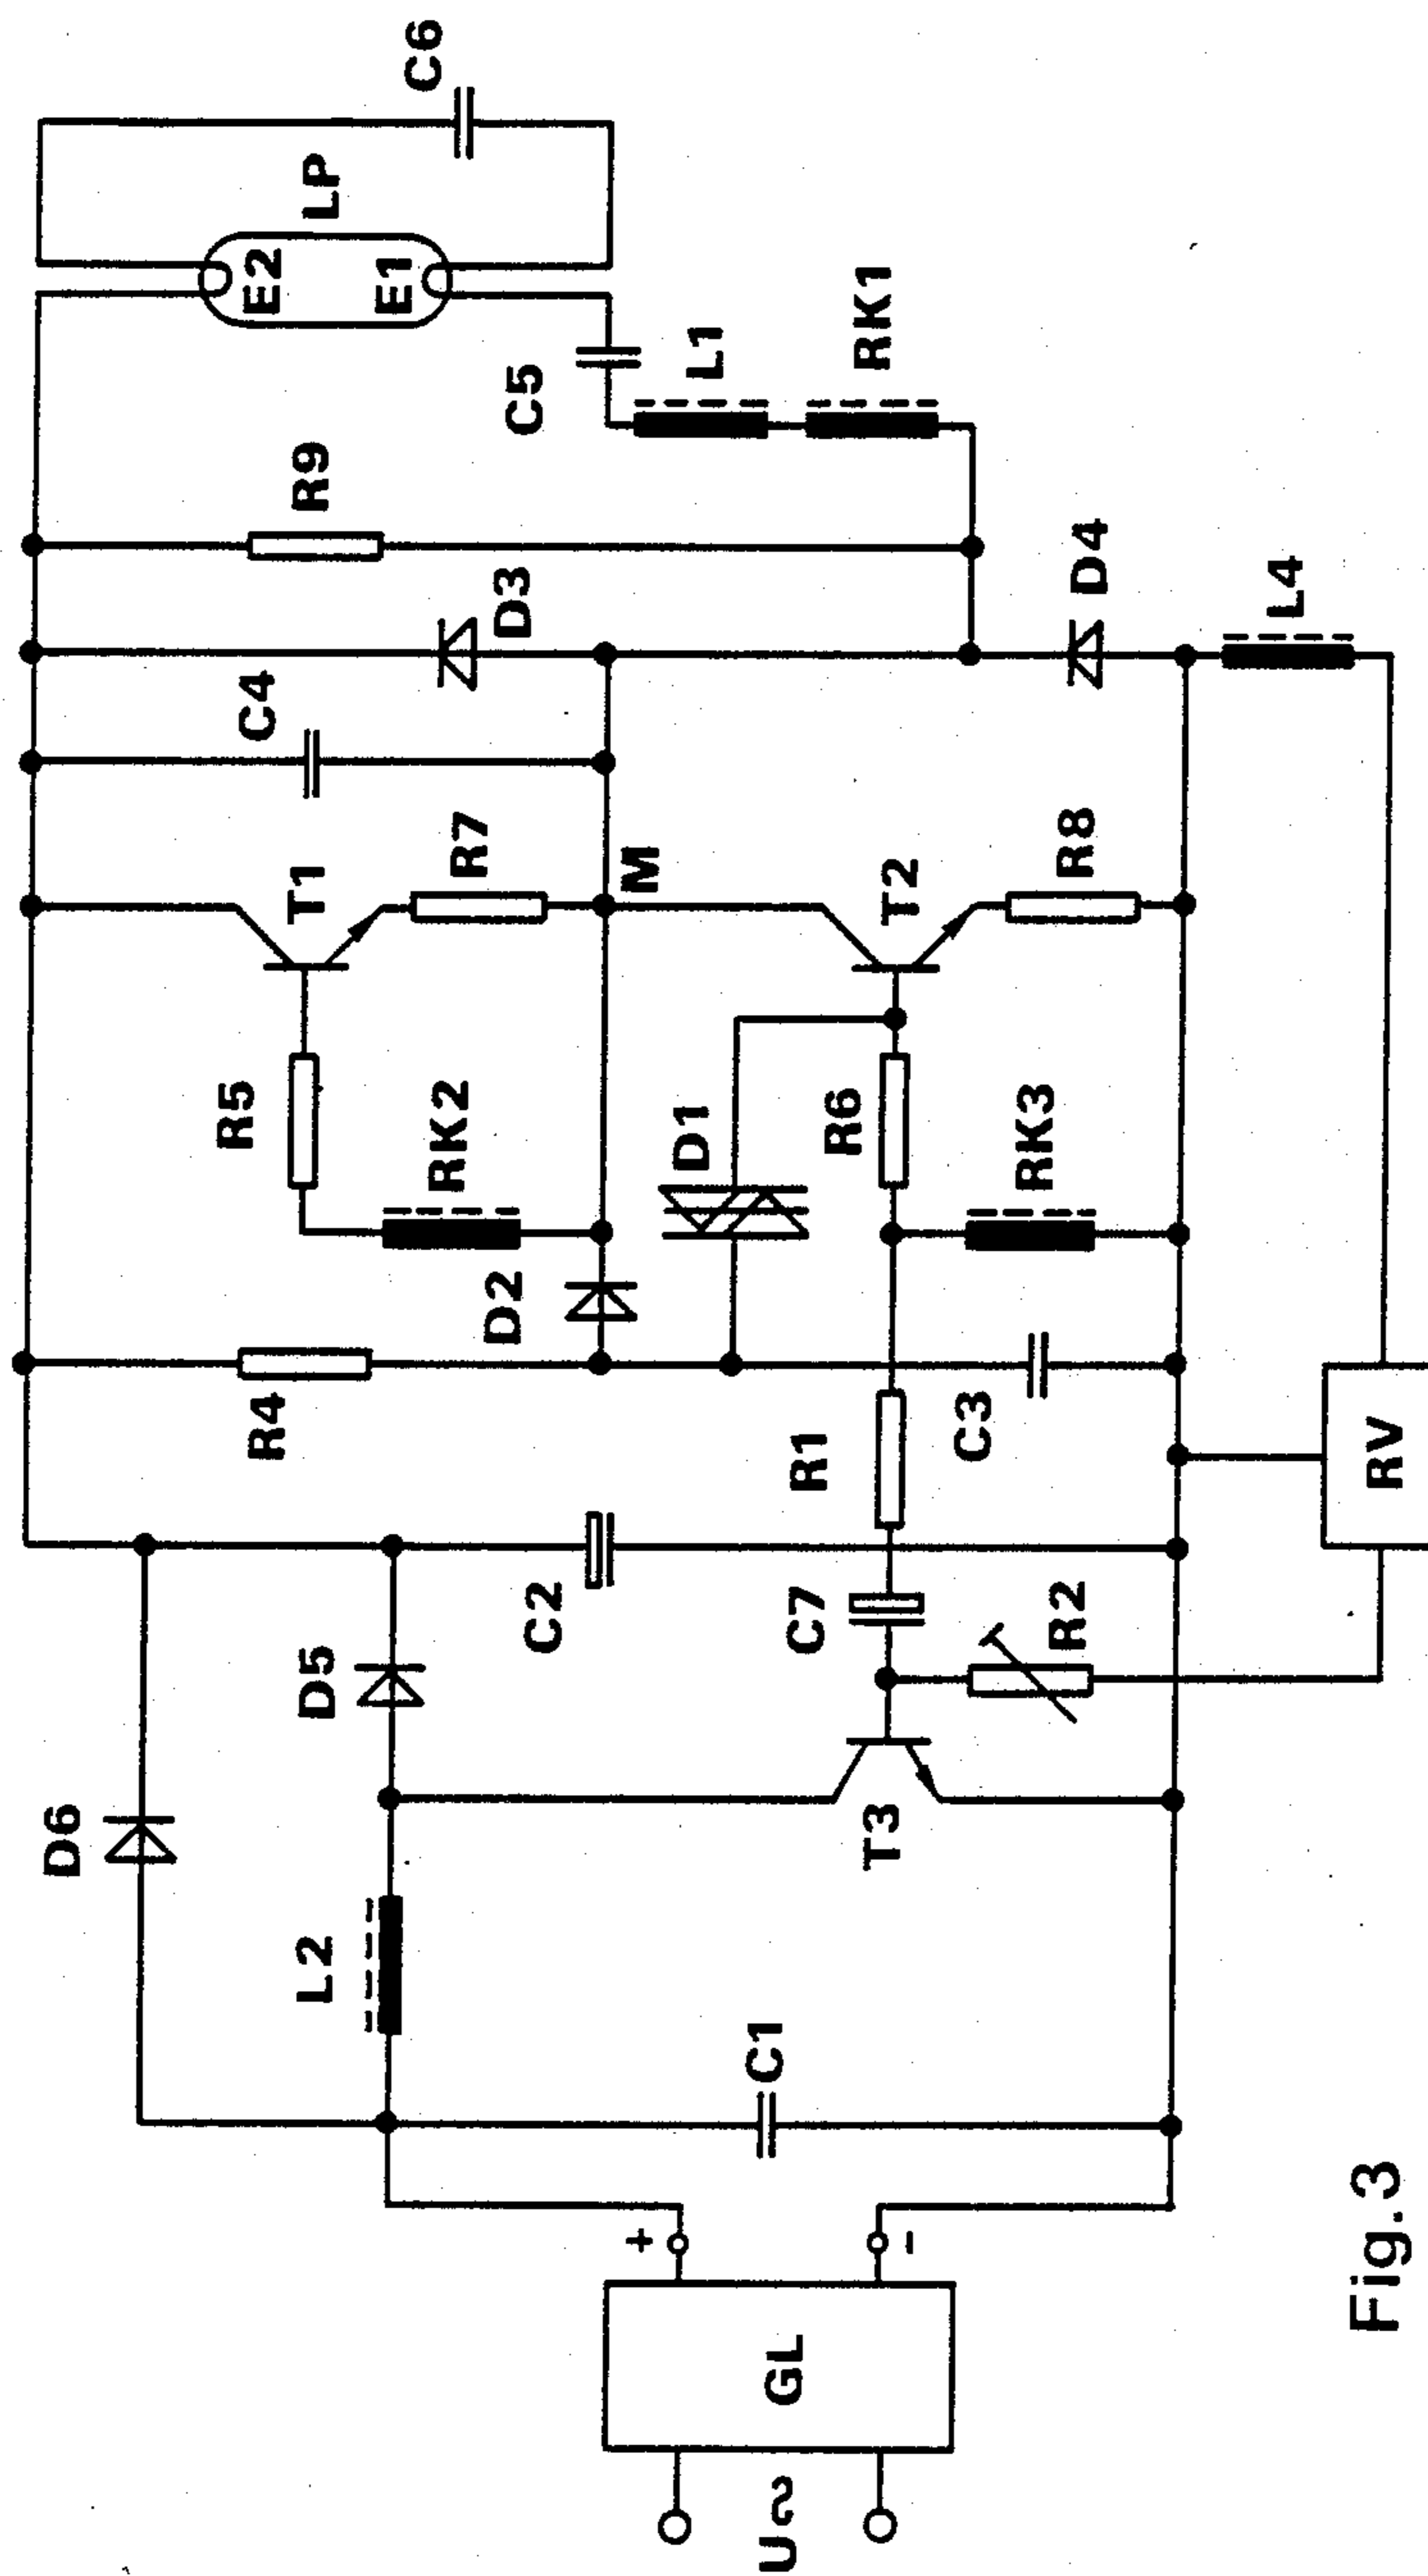 U~
GL
+
-
D6
L2
C1
D5
T3
C2
C7
R2
R4
R1
C3
RV
D2
D1
R5
RK2
R6
RK3
T1
R7
M
T2
R8
C4
D3
D4
L4
R9
C5
L1
RK1
E2
E1
LP
C6
Fig.3